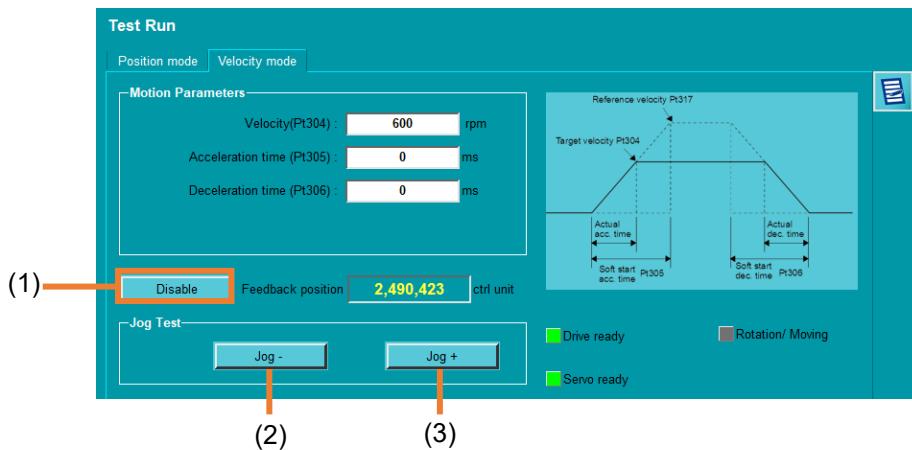 Test Run
Position mode
Velocity mode
Motion Parameters
Velocity(Pt304) : 600 rpm
Acceleration time (Pt305) : 0 ms
Deceleration time (Pt306) : 0 ms
Reference velocity Pt317
Target velocity Pt304
Actual
acc. time
Actual
dec. time
Soft start
acc. time
Pt305
Soft start
dec. time
Pt306
(1)
Disable
Feedback position 2,490,423 ctrl unit
Jog Test
Jog -
Jog +
Drive ready
Rotation/ Moving
Servo ready
(2)
(3)